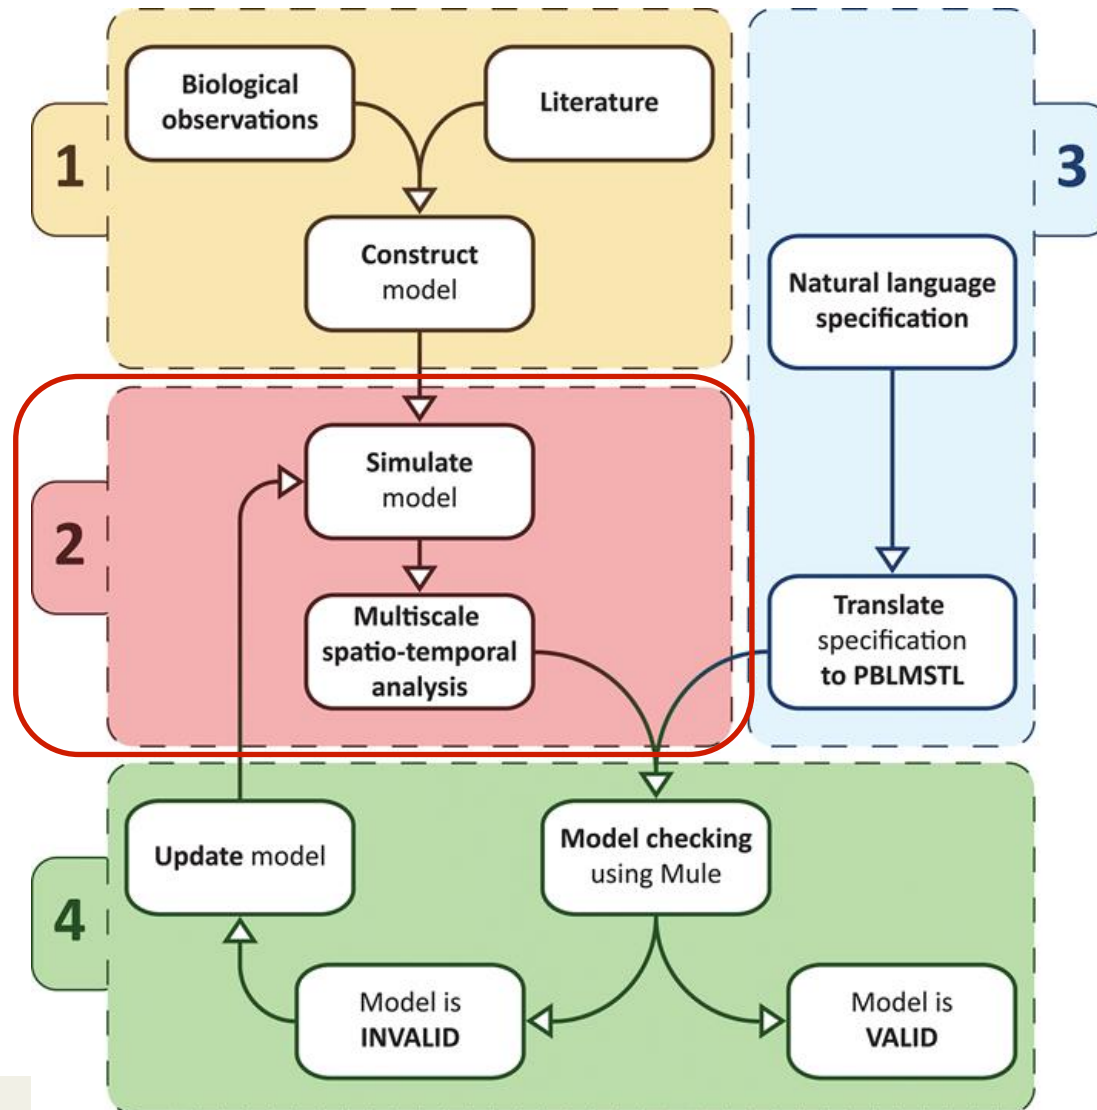 1
Biological
observations
Literature
Construct
model
2
Simulate
model
Multiscale
spatio-temporal
analysis
3
Natural language
specification
Translate
specification
to PBLMSTL
4
Update model
Model checking
using Mule
Model is
INVALID
Model is
VALID